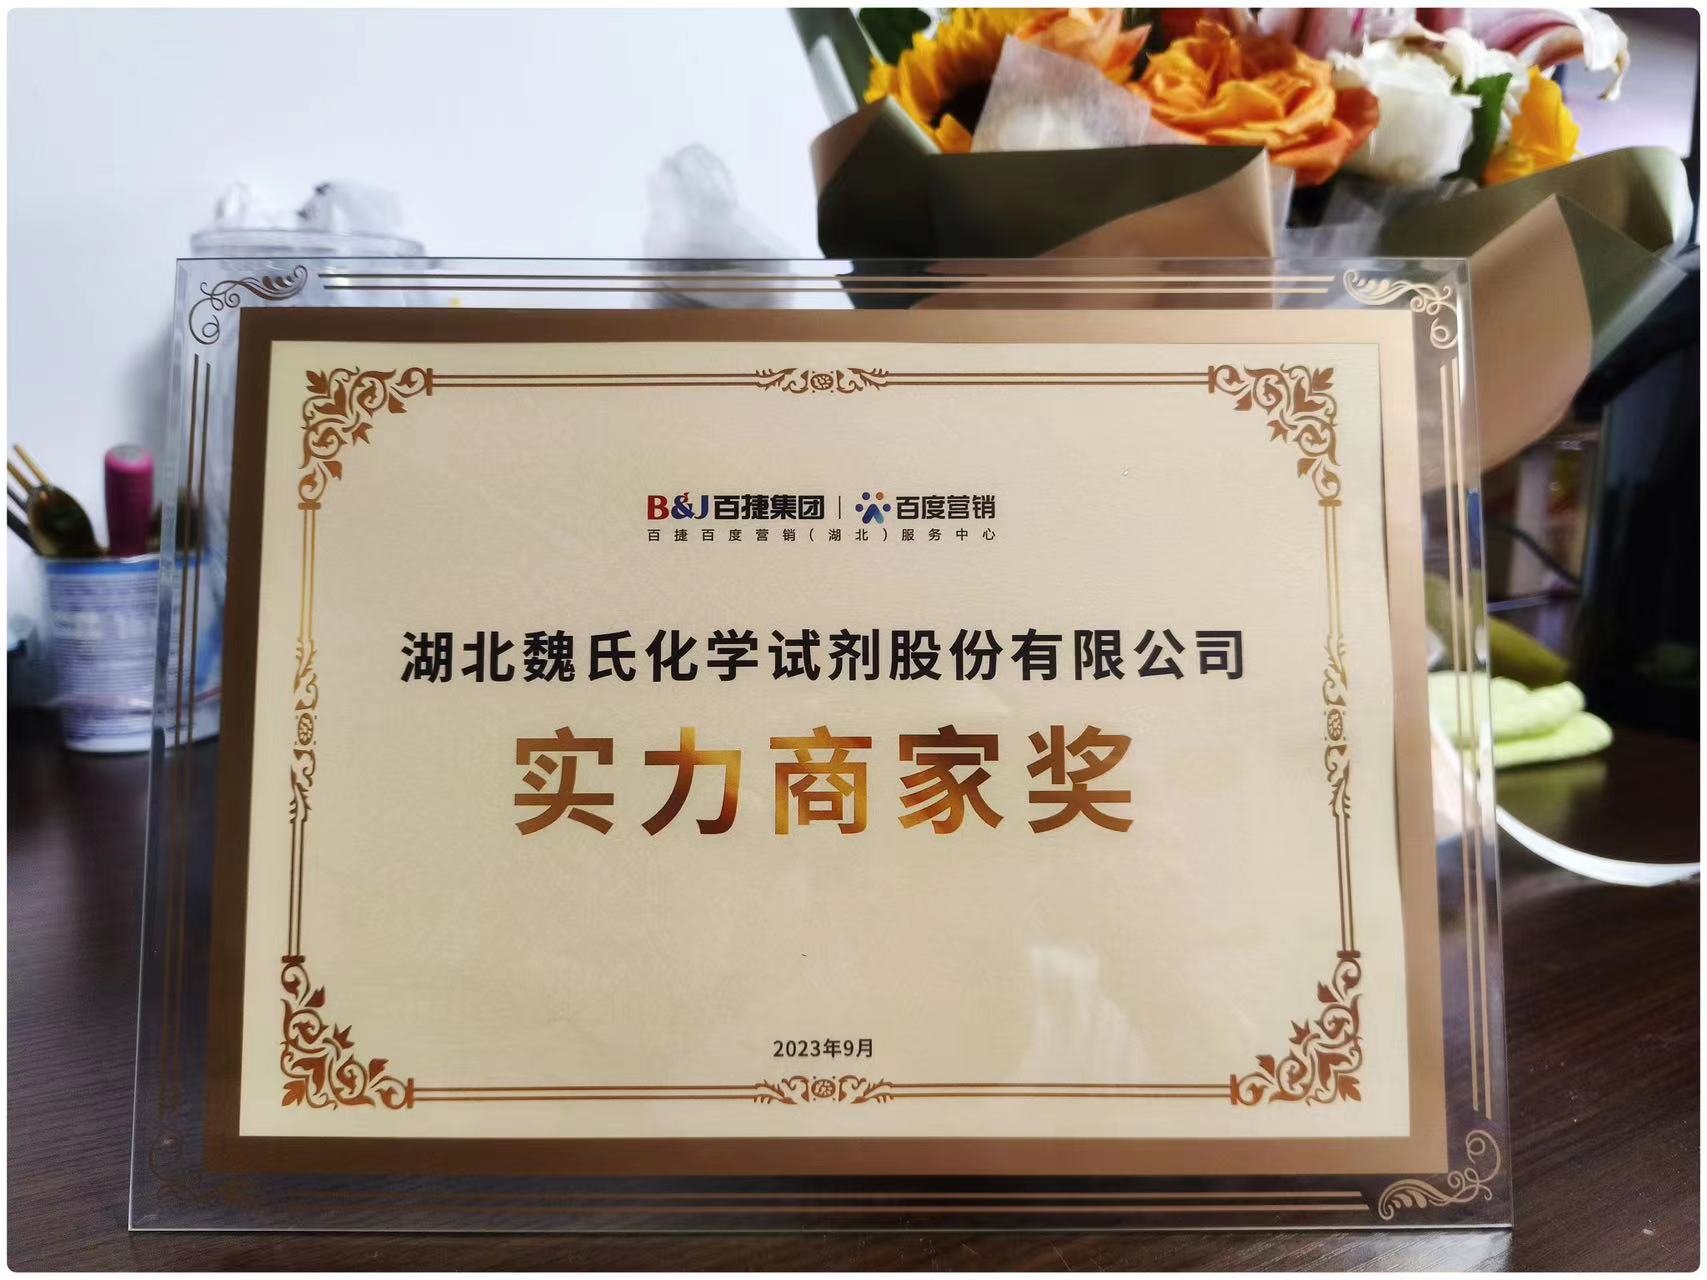 B&J百捷集团 | 百度营销
百捷百度营销(湖北)服务中心
湖北魏氏化学试剂股份有限公司
实力商家奖
2023年9月